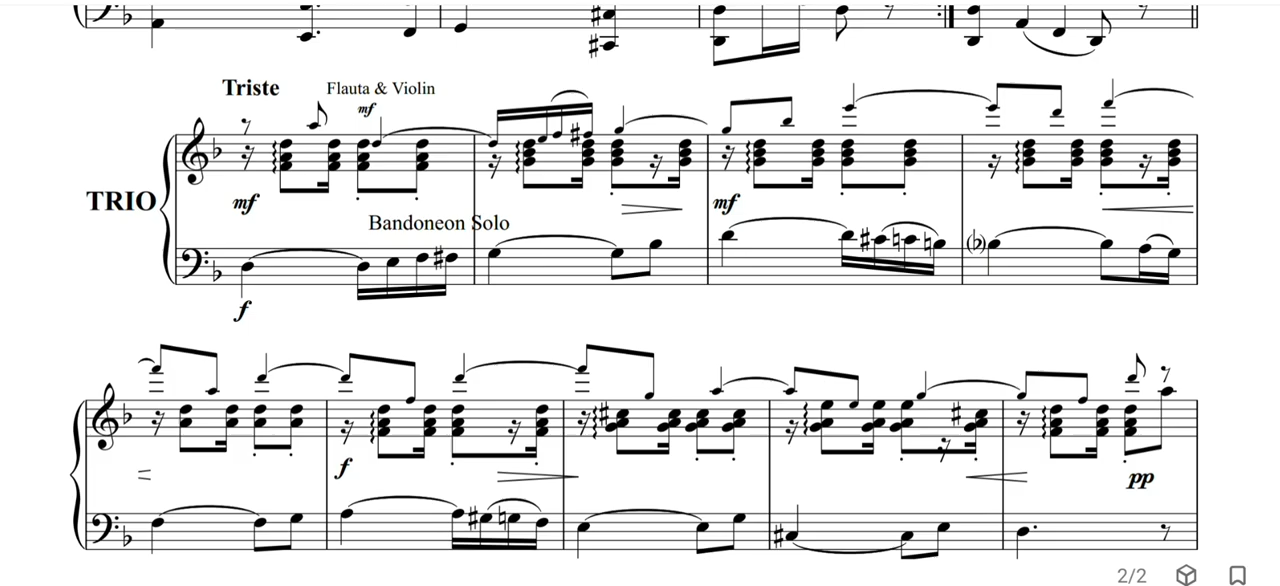 Triste Flauta & Violin
mf
TRIO mf mf
Bandoneon Solo
f
f pp
2/2